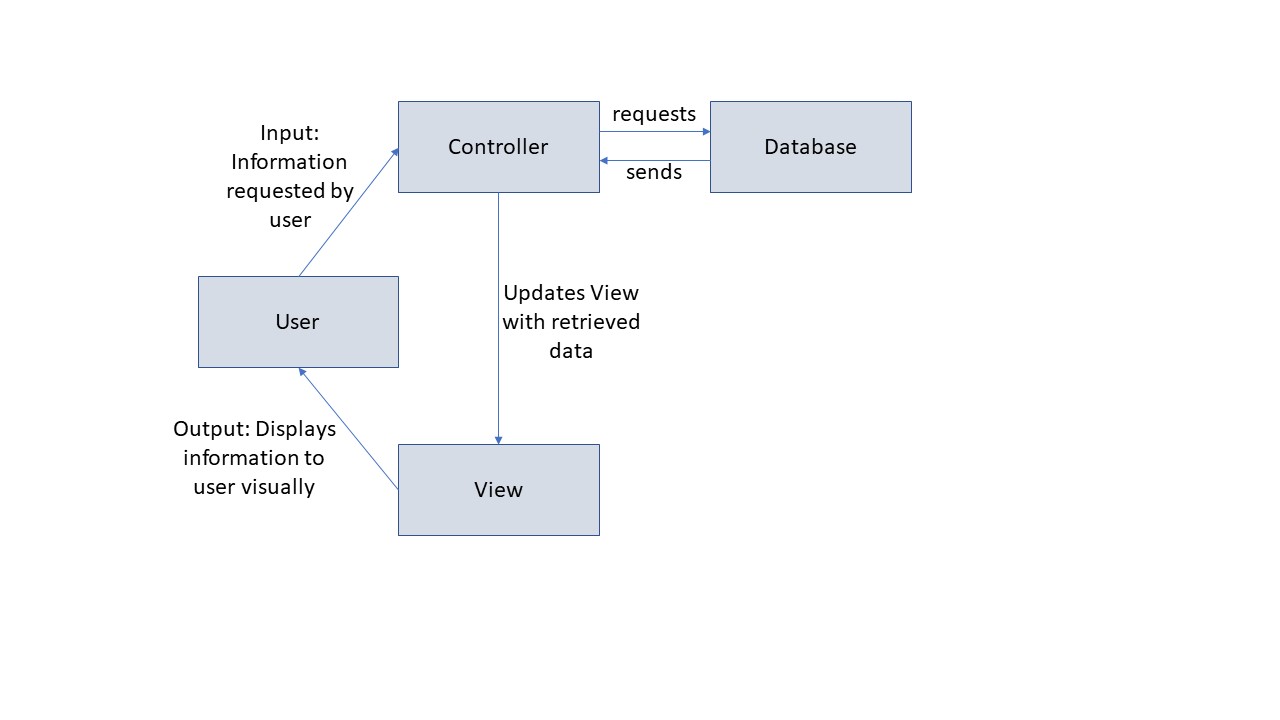 Input:
Information
requested by
user
Controller
requests
sends
Database
User
Updates View
with retrieved
data
Output: Displays
information to
user visually
View